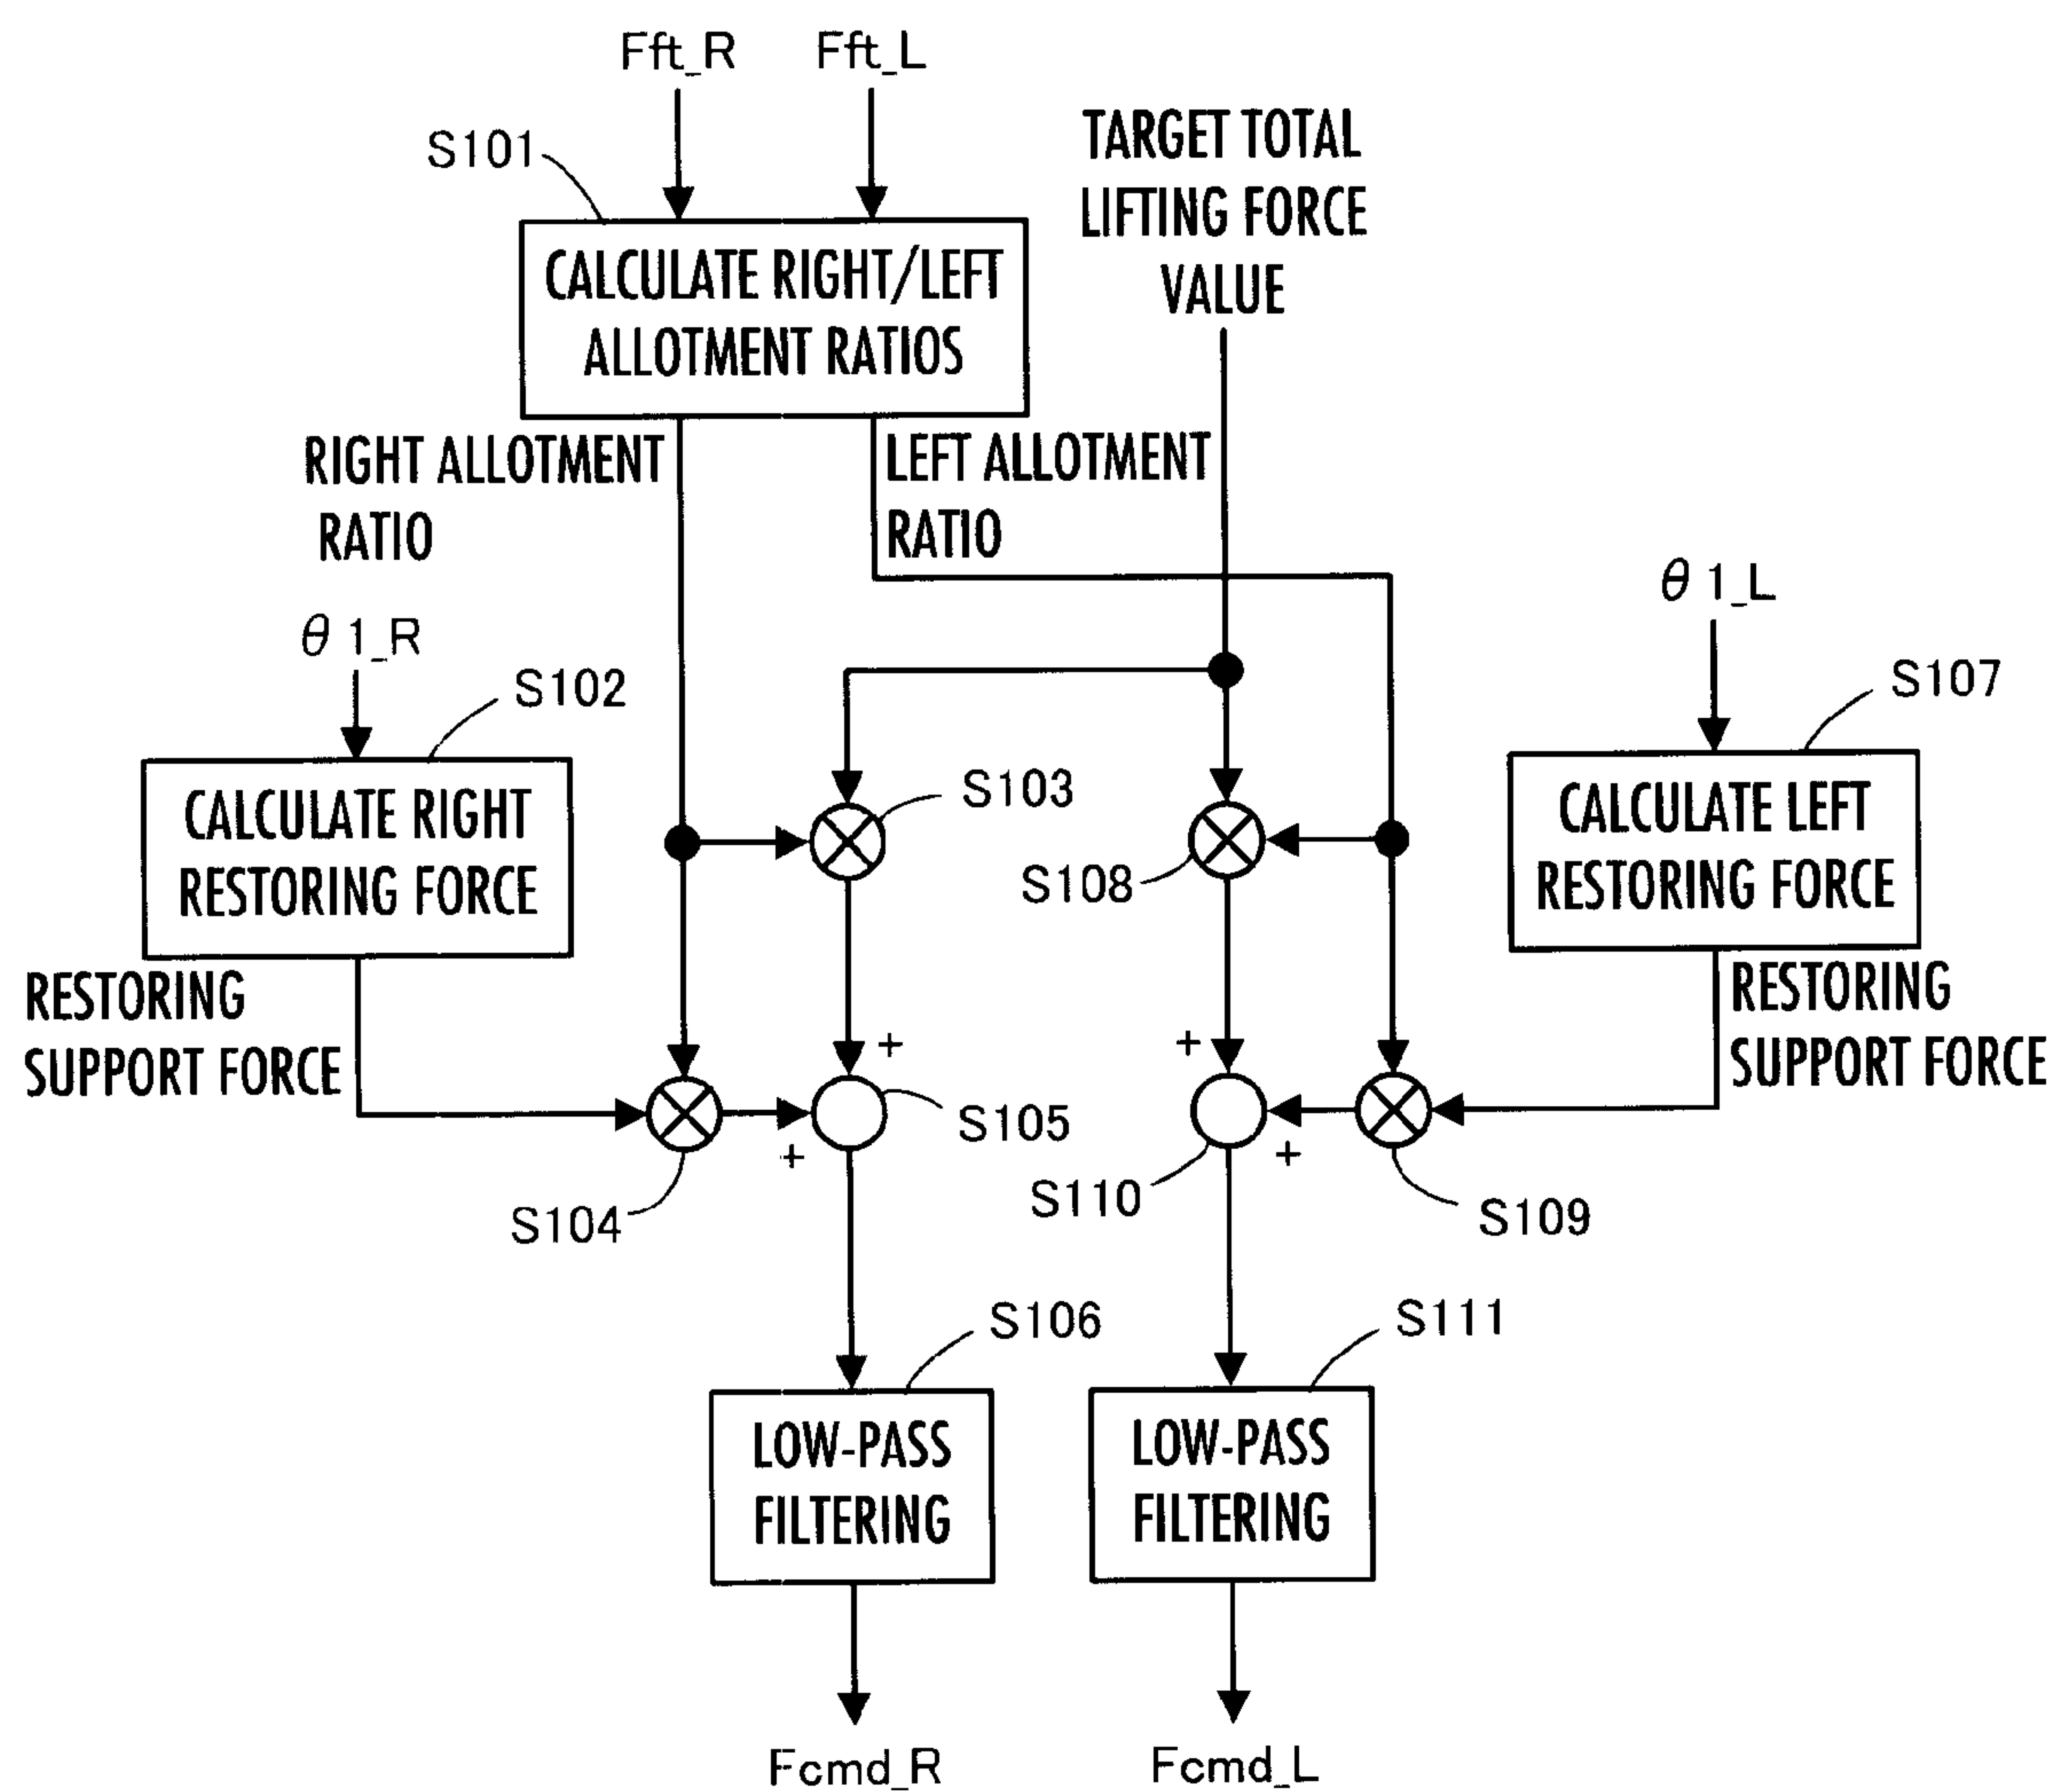 Fft_R
Fft_L
S101
TARGET TOTAL
LIFTING FORCE
VALUE
CALCULATE RIGHT/LEFT
ALLOTMENT RATIOS
RIGHT ALLOTMENT
RATIO
LEFT ALLOTMENT
RATIO
θ 1_R
θ 1_L
S102
S107
CALCULATE RIGHT
RESTORING FORCE
S103
S108
CALCULATE LEFT
RESTORING FORCE
RESTORING
SUPPORT FORCE
RESTORING
SUPPORT FORCE
+
+
S105
+
+
S104
S110
S109
S106
S111
LOW-PASS
FILTERING
LOW-PASS
FILTERING
Fcmd_R
Fcmd_L